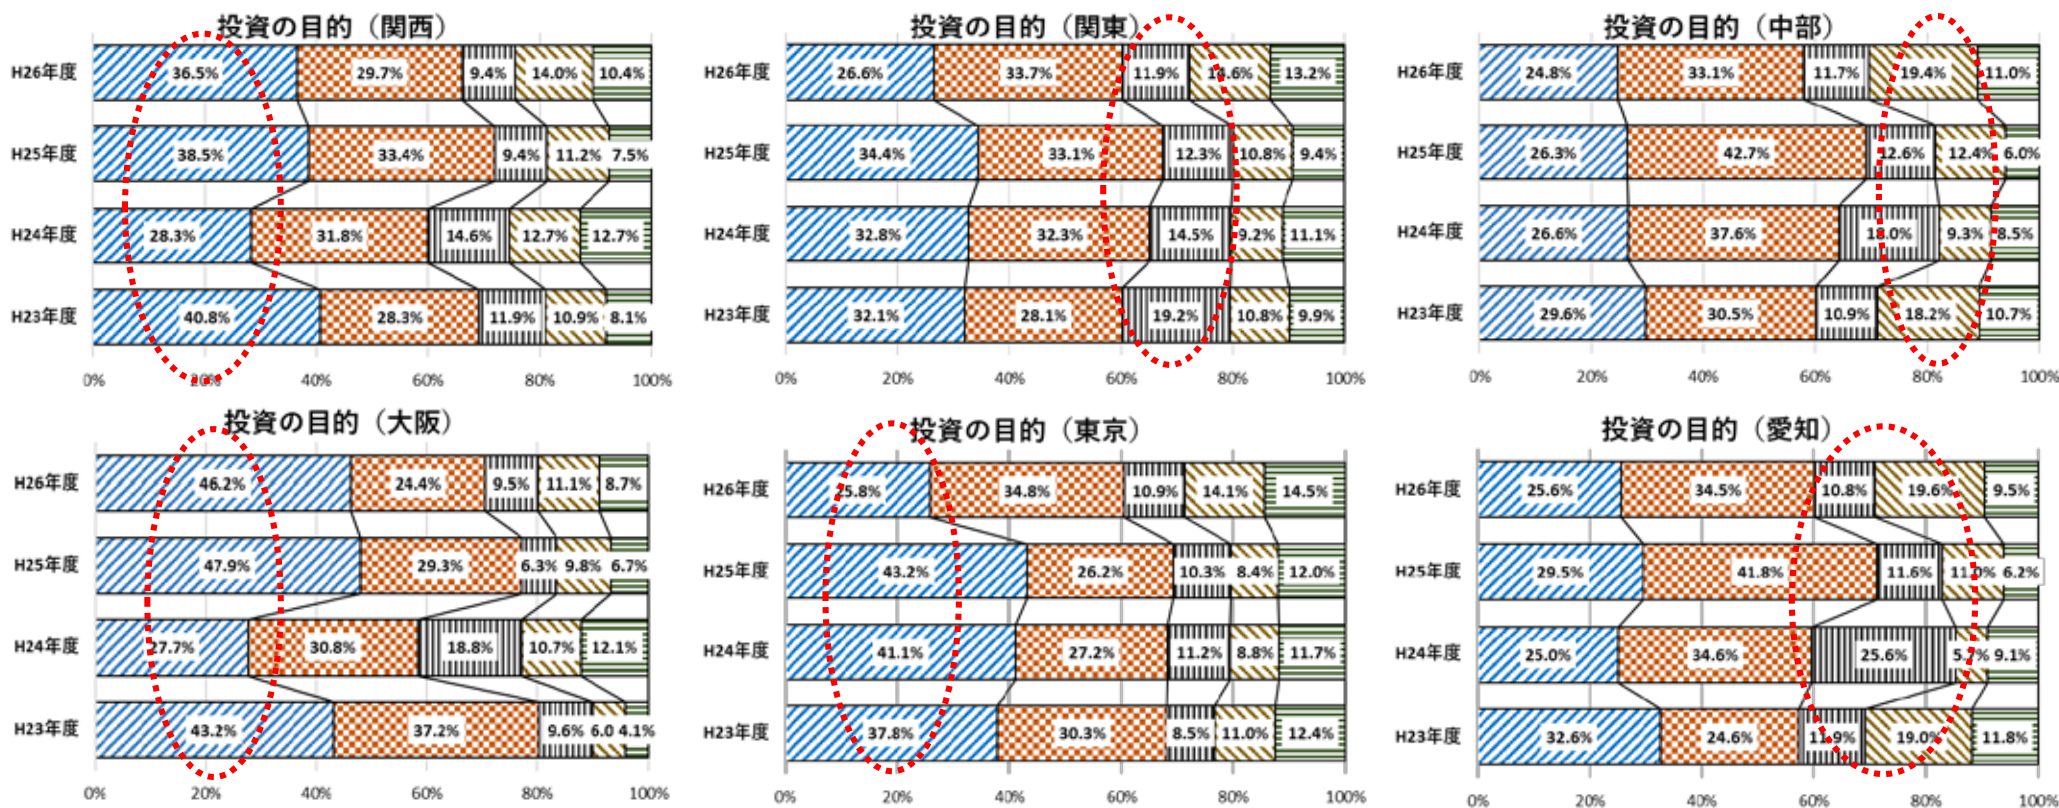 投資の目的（関西）
H26年度 36.5% 29.7% 9.4% 14.0% 10.4%
H25年度 38.5% 33.4% 9.4% 11.2% 7.5%
H24年度 28.3% 31.8% 14.6% 12.7% 12.7%
H23年度 40.8% 28.3% 11.9% 10.9% 8.1%
0% 20% 40% 60% 80% 100%
投資の目的（関東）
H26年度 26.6% 33.7% 11.9% 14.6% 13.2%
H25年度 34.4% 33.1% 12.3% 10.8% 9.4%
H24年度 32.8% 32.3% 14.5% 9.2% 11.1%
H23年度 32.1% 28.1% 19.2% 10.8% 9.9%
0% 20% 40% 60% 80% 100%
投資の目的（中部）
H26年度 24.8% 33.1% 11.7% 19.4% 11.0%
H25年度 26.3% 42.7% 12.6% 12.4% 6.0%
H24年度 26.6% 37.6% 18.0% 9.3% 8.5%
H23年度 29.6% 30.5% 10.9% 18.2% 10.7%
0% 20% 40% 60% 80% 100%
投資の目的（大阪）
H26年度 46.2% 24.4% 9.5% 11.1% 8.7%
H25年度 47.9% 29.3% 6.3% 9.8% 6.7%
H24年度 27.7% 30.8% 18.8% 10.7% 12.1%
H23年度 43.2% 37.2% 9.6% 6.0 4.1%
0% 20% 40% 60% 80% 100%
投資の目的（東京）
H26年度 25.8% 34.8% 10.9% 14.1% 14.5%
H25年度 43.2% 26.2% 10.3% 8.4% 12.0%
H24年度 41.1% 27.2% 11.2% 8.8% 11.7%
H23年度 37.8% 30.3% 8.5% 11.0% 12.4%
0% 20% 40% 60% 80% 100%
投資の目的（愛知）
H26年度 25.6% 34.5% 10.8% 19.6% 9.5%
H25年度 29.5% 41.8% 11.6% 11.0% 6.2%
H24年度 25.0% 34.6% 25.6% 9.1%
H23年度 32.6% 24.6% 11.9% 19.0% 11.8%
0% 20% 40% 60% 80% 100%